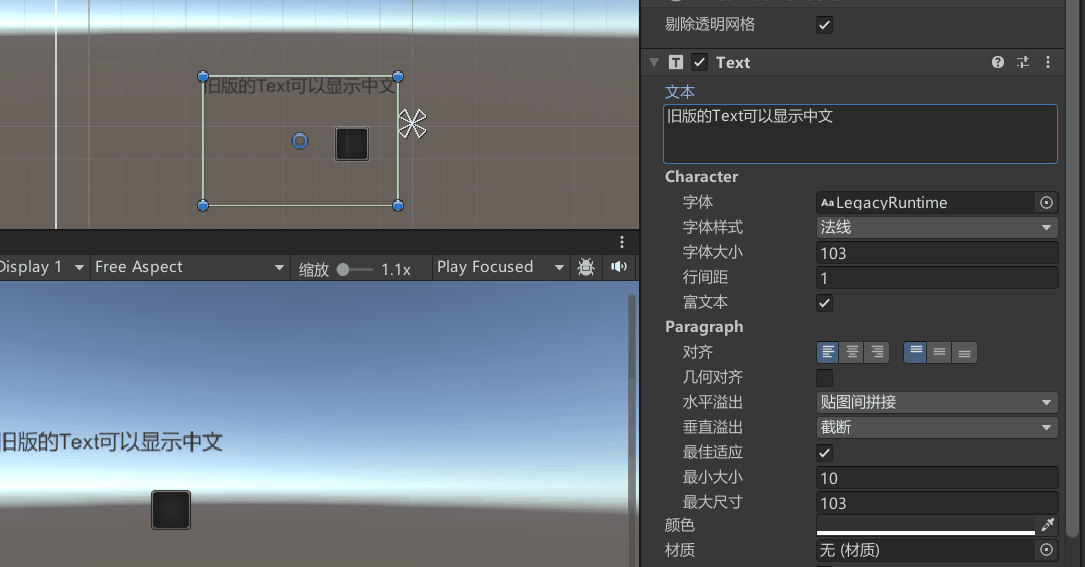 剔除透明网格
Text
文本
旧版的Text可以显示中文
旧版的Text可以显示中文
Character
字体
Aa LegacyRuntime
字体样式
法线
字体大小
103
行间距
1
富文本
Display 1
Free Aspect
缩放
1.1x
Play Focused
Paragraph
对齐
几何对齐
水平溢出
贴图间拼接
垂直溢出
截断
最佳适应
最小大小
10
最大尺寸
103
颜色
材质
无 (材质)
旧版的Text可以显示中文